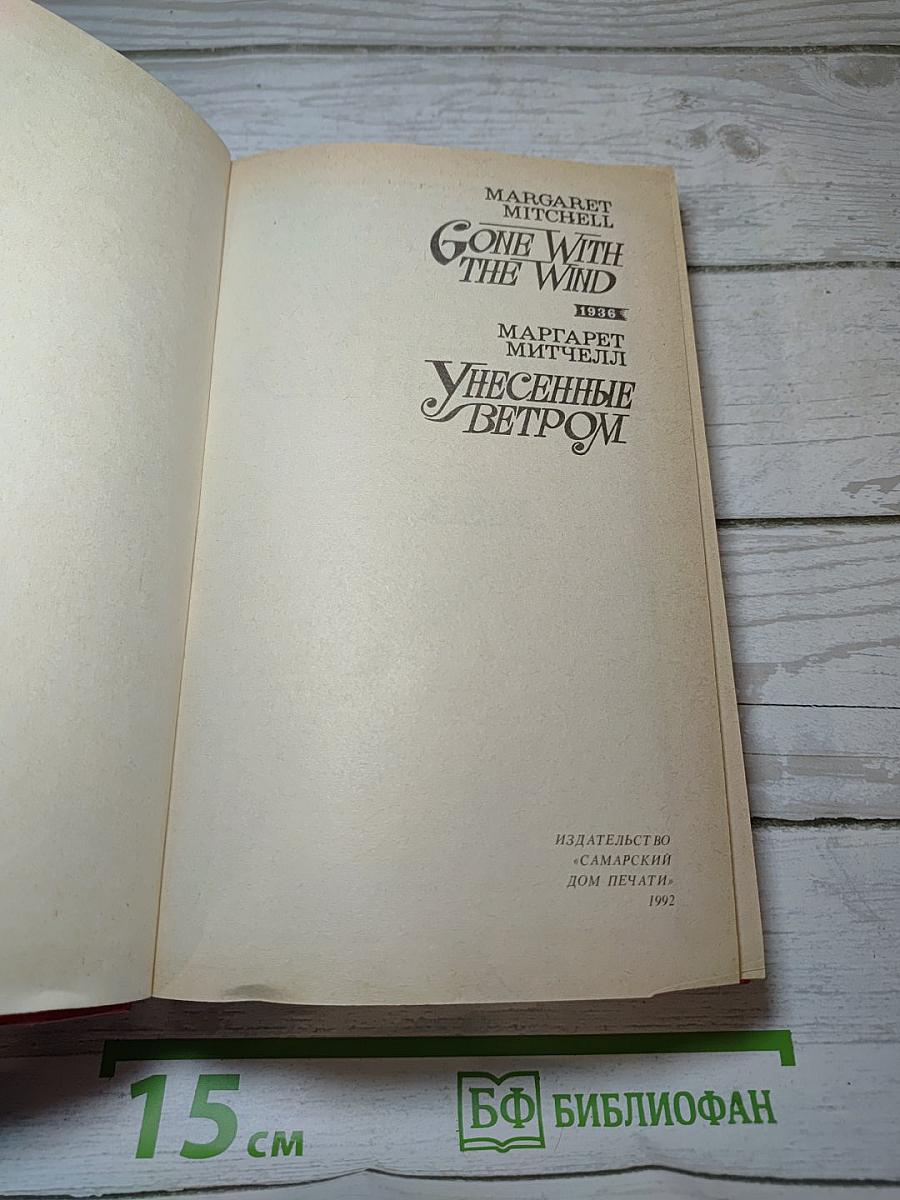 MARGARET
MITCHELL
GONE WITH
THE WIND
1936
МАРГАРЕТ
МИТЧЕЛЛ
УНЕСЕННЫЕ
ВЕТРОМ
ИЗДАТЕЛЬСТВО
«САМАРСКИЙ
ДОМ ПЕЧАТИ»
1992
15 см
БФ БИБЛИОФАН